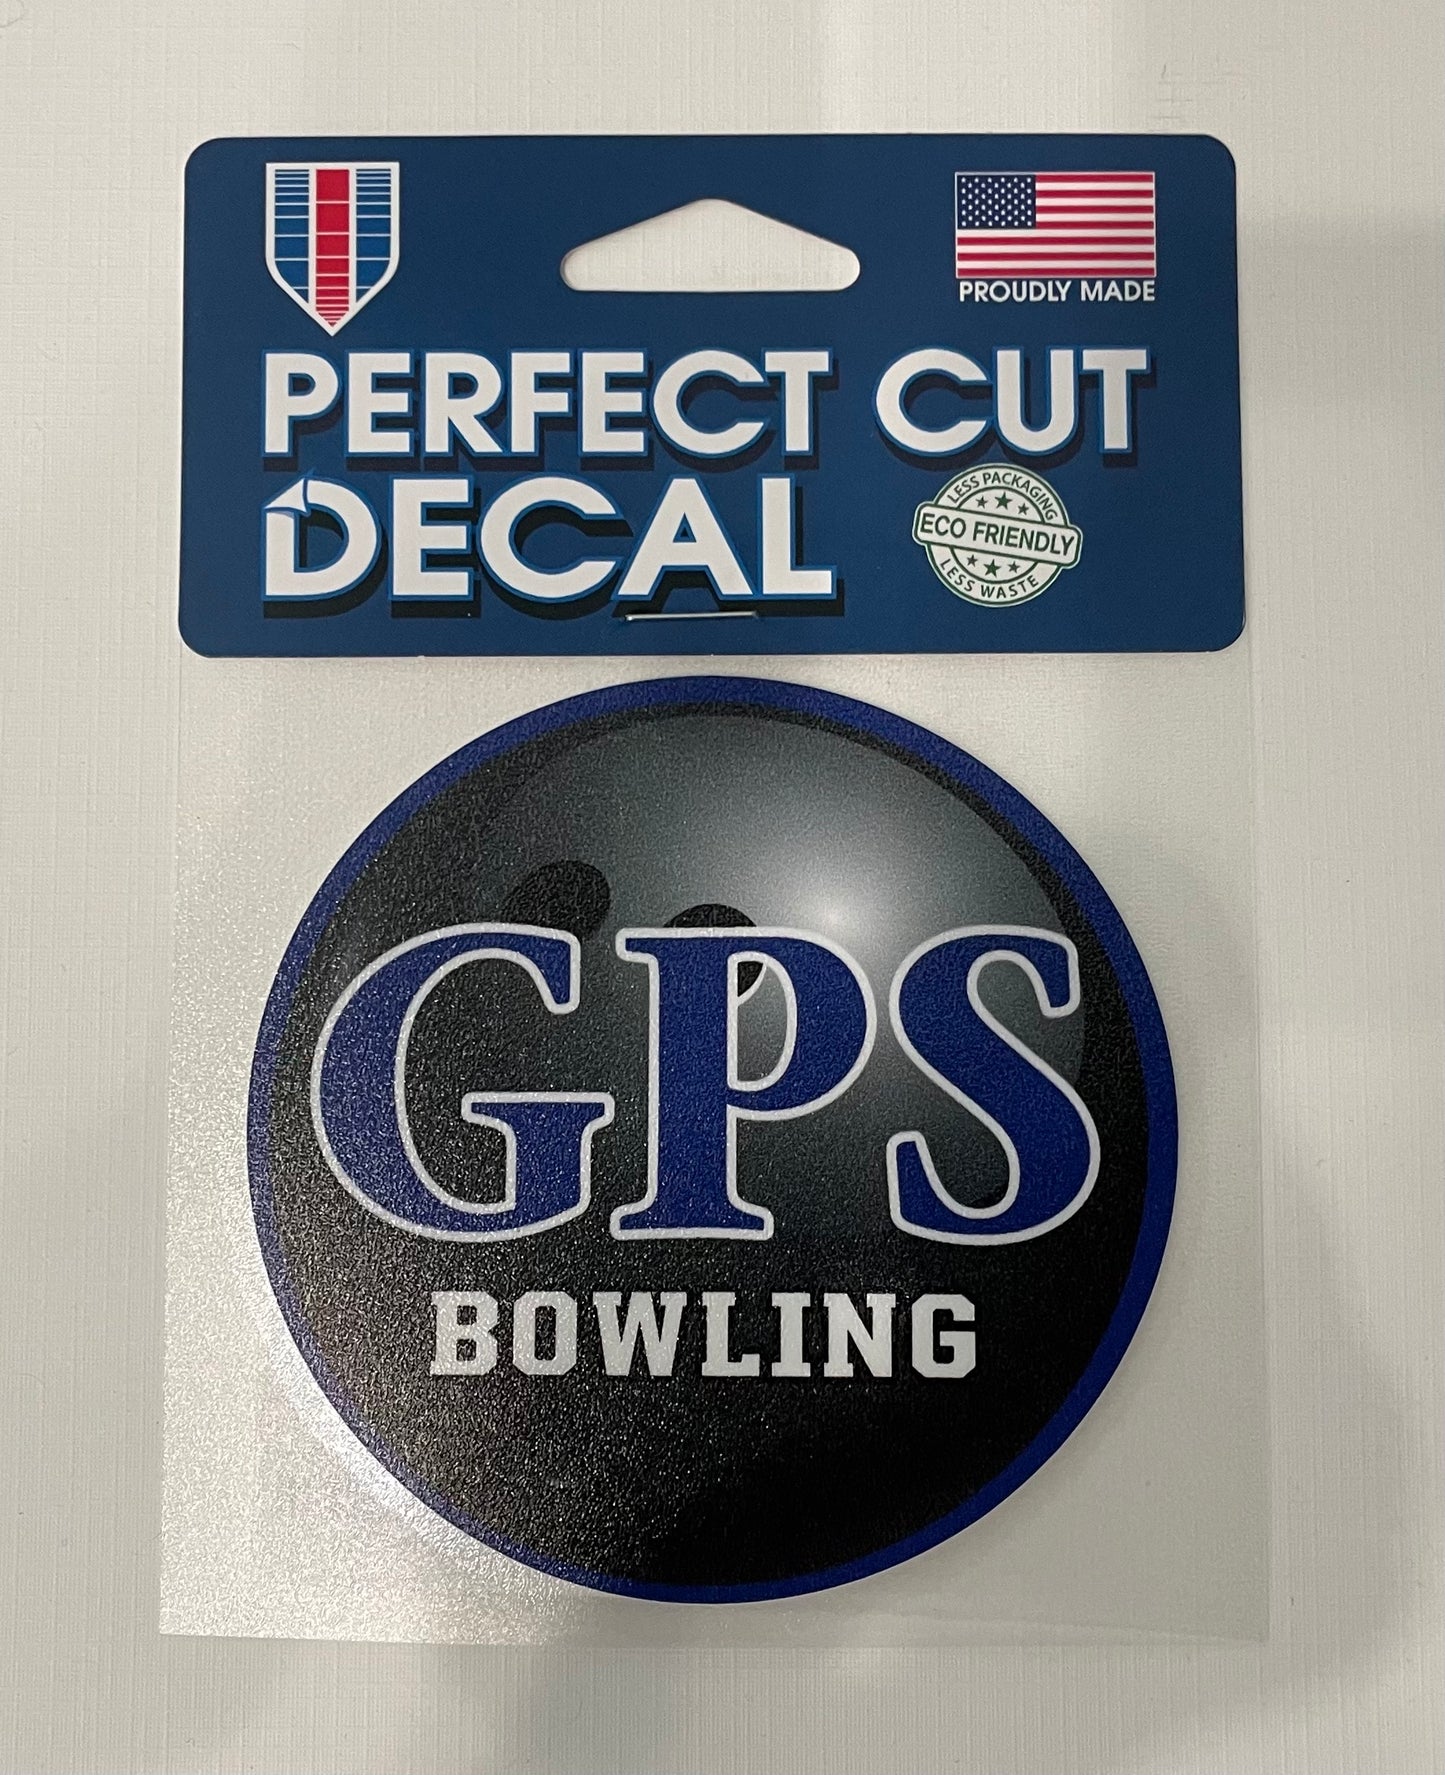 PROUDLY MADE
PERFECT CUT
DECAL
LESS PACKAGING
ECO FRIENDLY
LESS WASTE
GPS
BOWLING